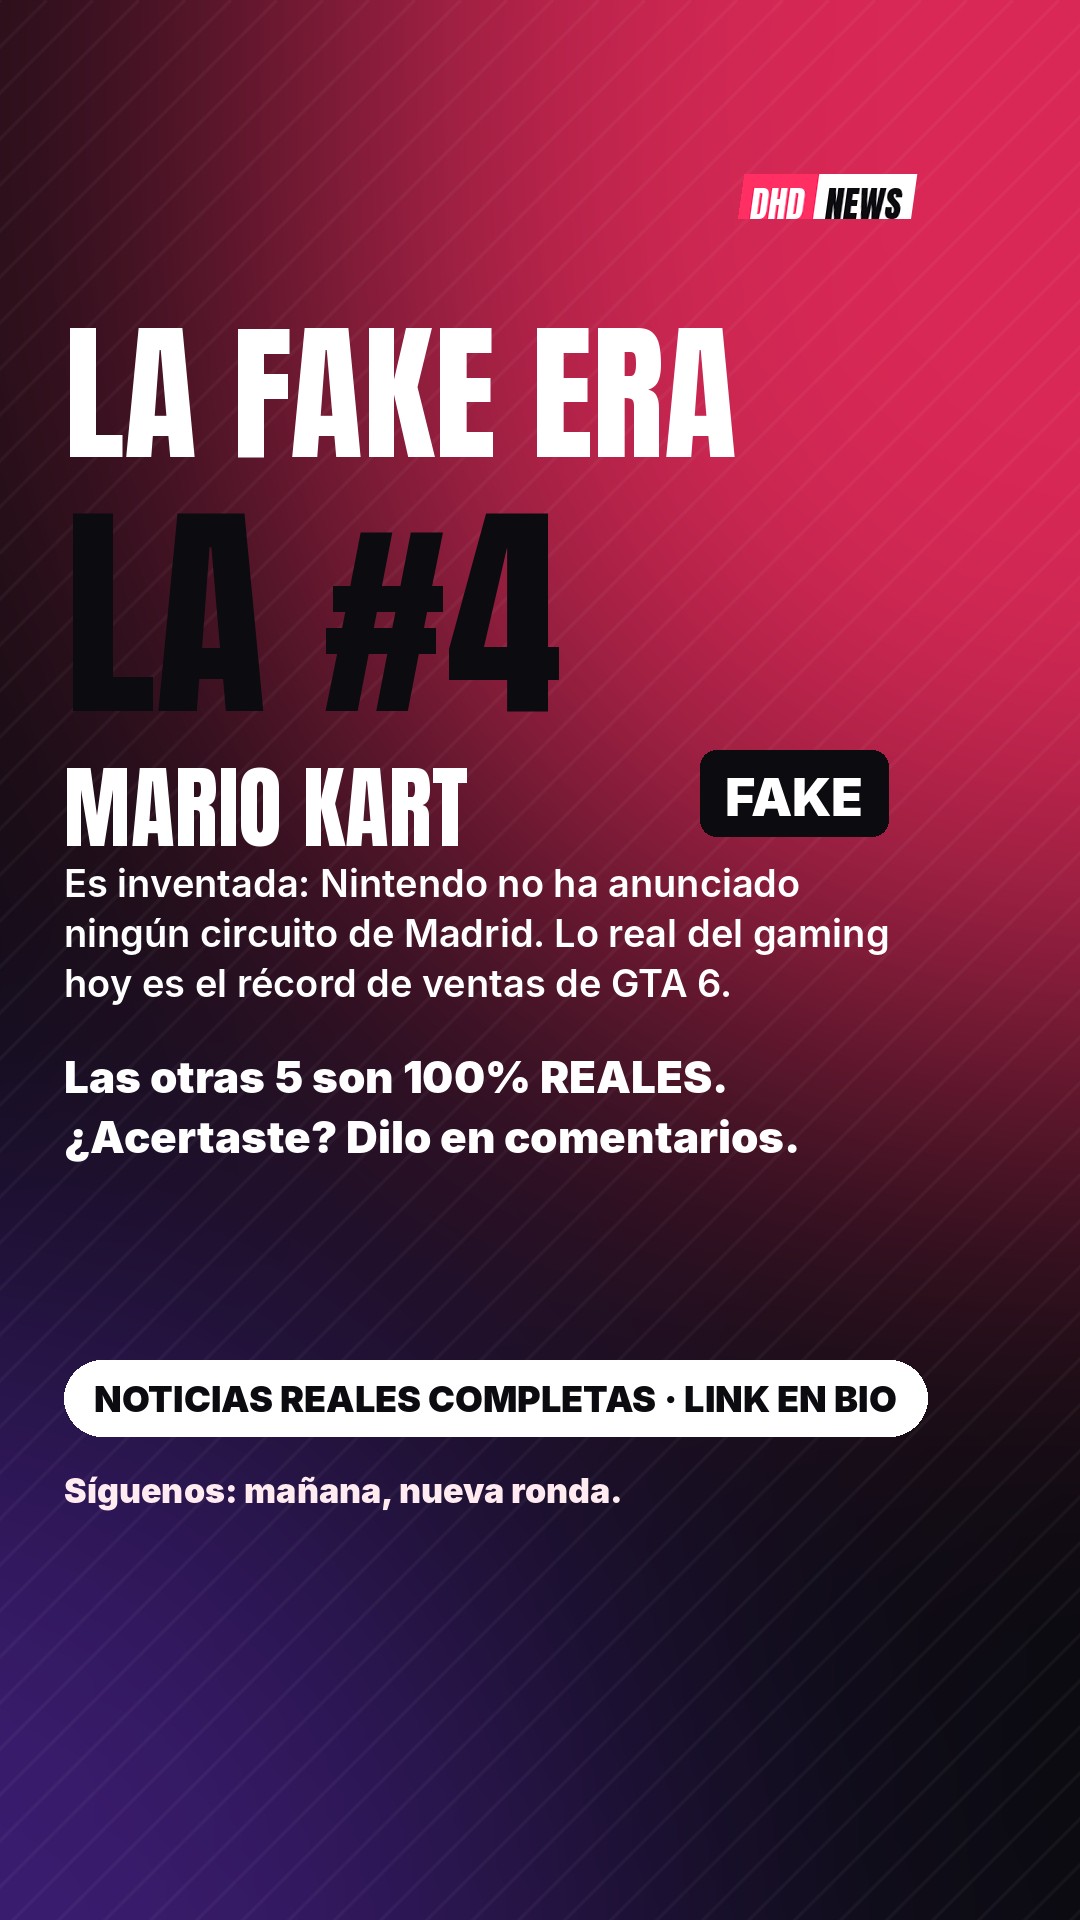 DHD NEWS
LA FAKE ERA
LA #4
MARIO KART
FAKE
Es inventada: Nintendo no ha anunciado
ningún circuito de Madrid. Lo real del gaming
hoy es el récord de ventas de GTA 6.
Las otras 5 son 100% REALES.
¿Acertaste? Dilo en comentarios.
NOTICIAS REALES COMPLETAS · LINK EN BIO
Síguenos: mañana, nueva ronda.